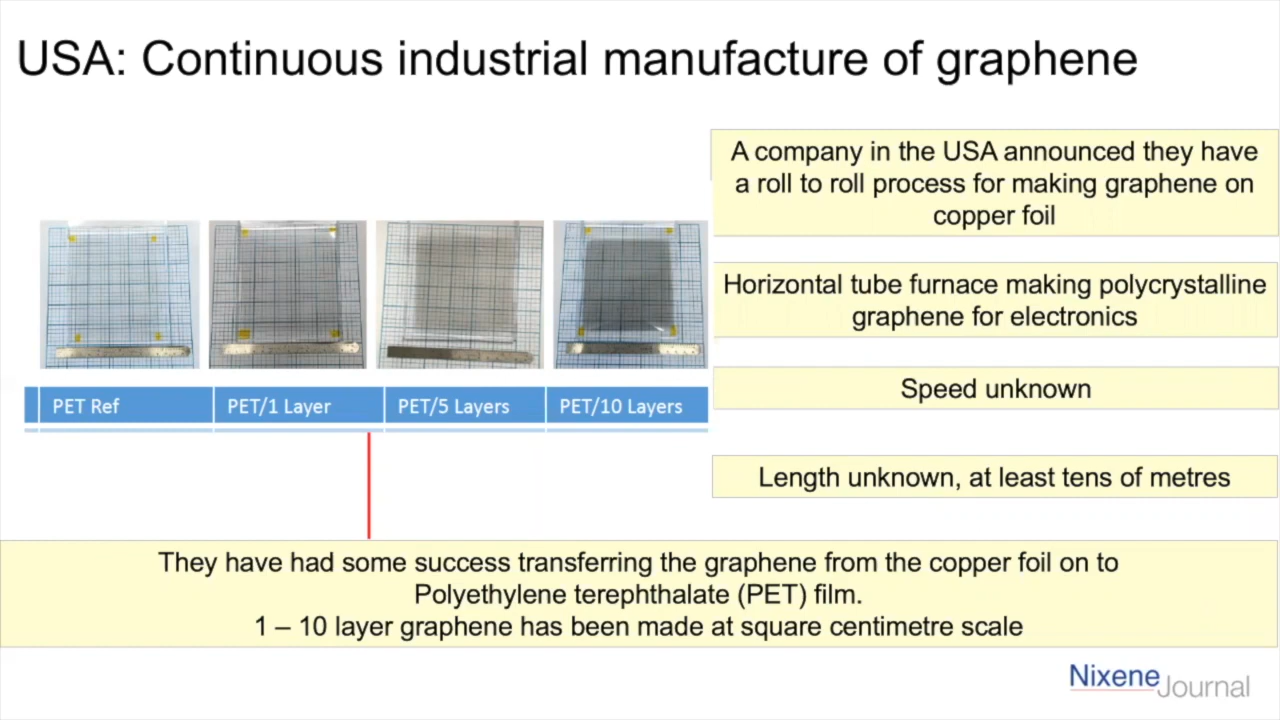 USA: Continuous industrial manufacture of graphene
A company in the USA announced they have
a roll to roll process for making graphene on
copper foil
Horizontal tube furnace making polycrystalline
graphene for electronics
Speed unknown
Length unknown, at least tens of metres
PET Ref
PET/1 Layer
PET/5 Layers
PET/10 Layers
They have had some success transferring the graphene from the copper foil on to
Polyethylene terephthalate (PET) film.
1 – 10 layer graphene has been made at square centimetre scale
Nixene Journal